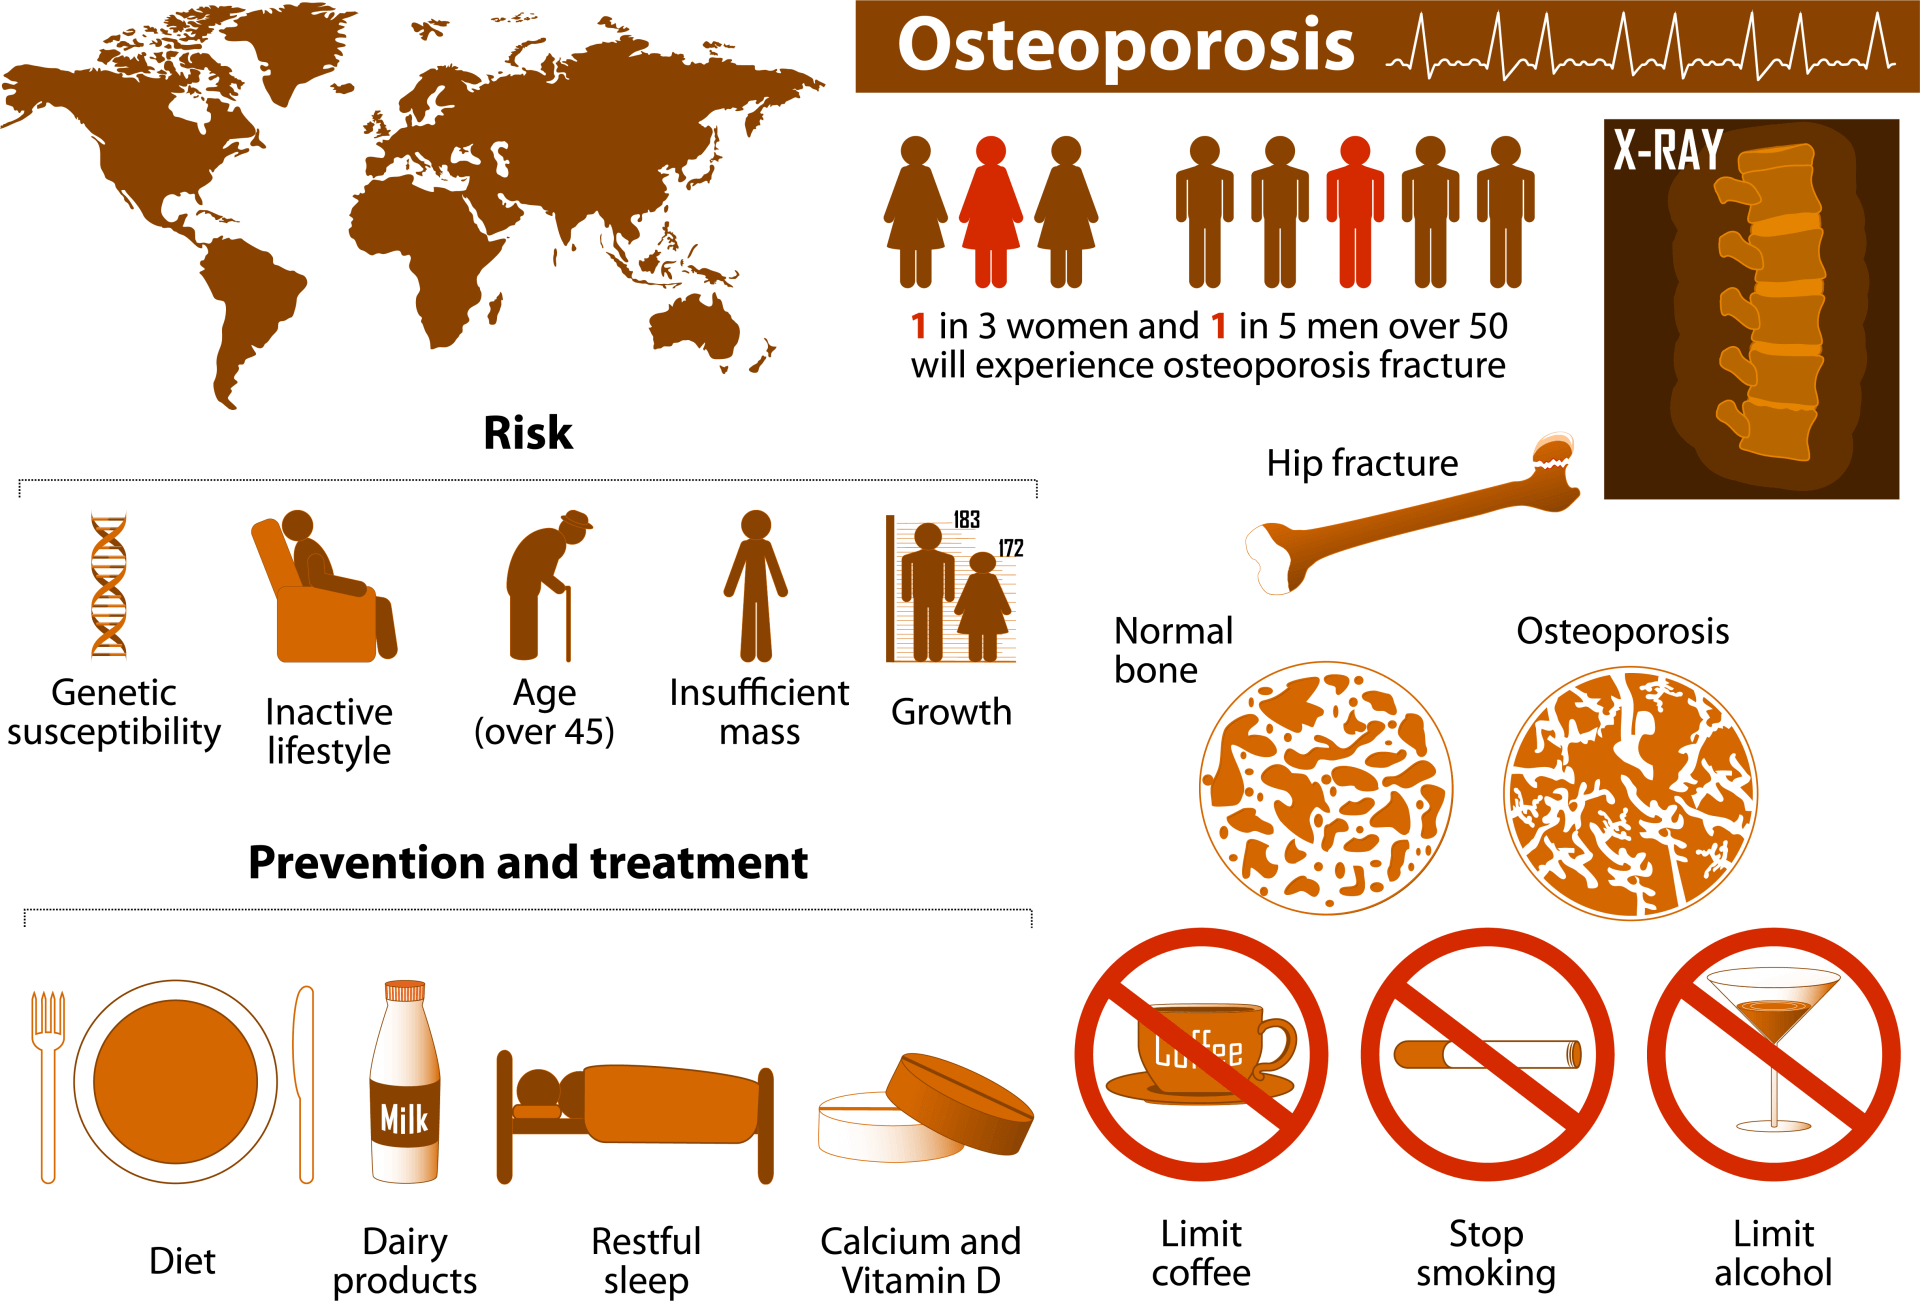 Osteoporosis
X-RAY
1 in 3 women and 1 in 5 men over 50
will experience osteoporosis fracture
Risk
183
172
Genetic
susceptibility
Inactive
lifestyle
Age
(over 45)
Insufficient
mass
Growth
Hip fracture
Normal
bone
Osteoporosis
Prevention and treatment
Milk
Coffee
Diet
Dairy
products
Restful
sleep
Calcium and
Vitamin D
Limit
coffee
Stop
smoking
Limit
alcohol